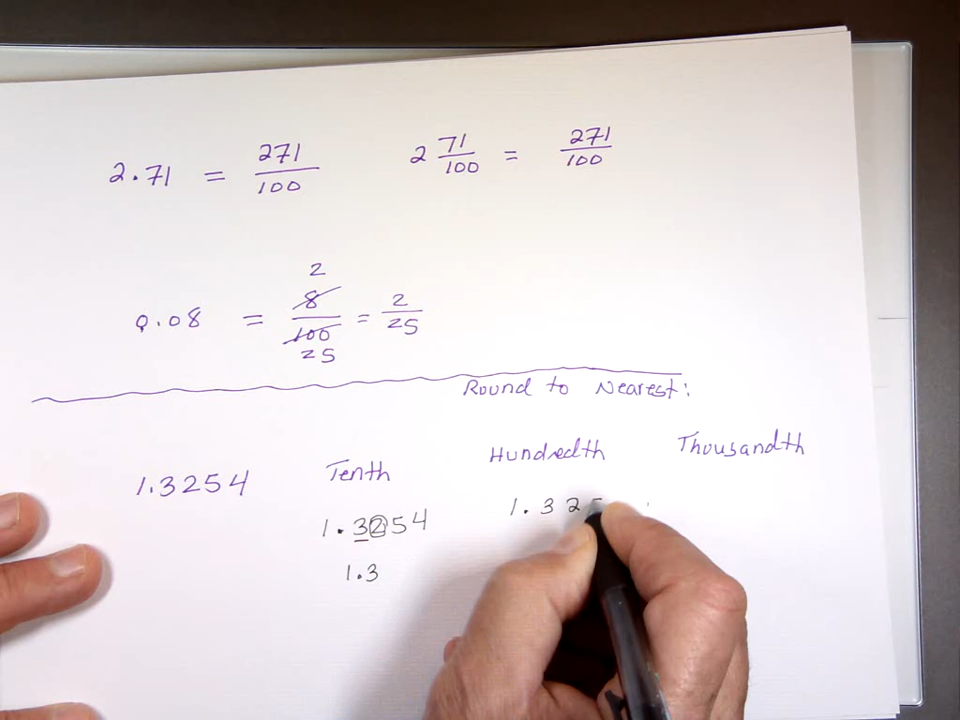 2.71 = 271/100    2 71/100 = 271/100
2
0.08 = 8/100 = 2/25
25
Round to Nearest:
1.3254 Tenth Hundredth Thousandth
1.3254 1.325
1.3